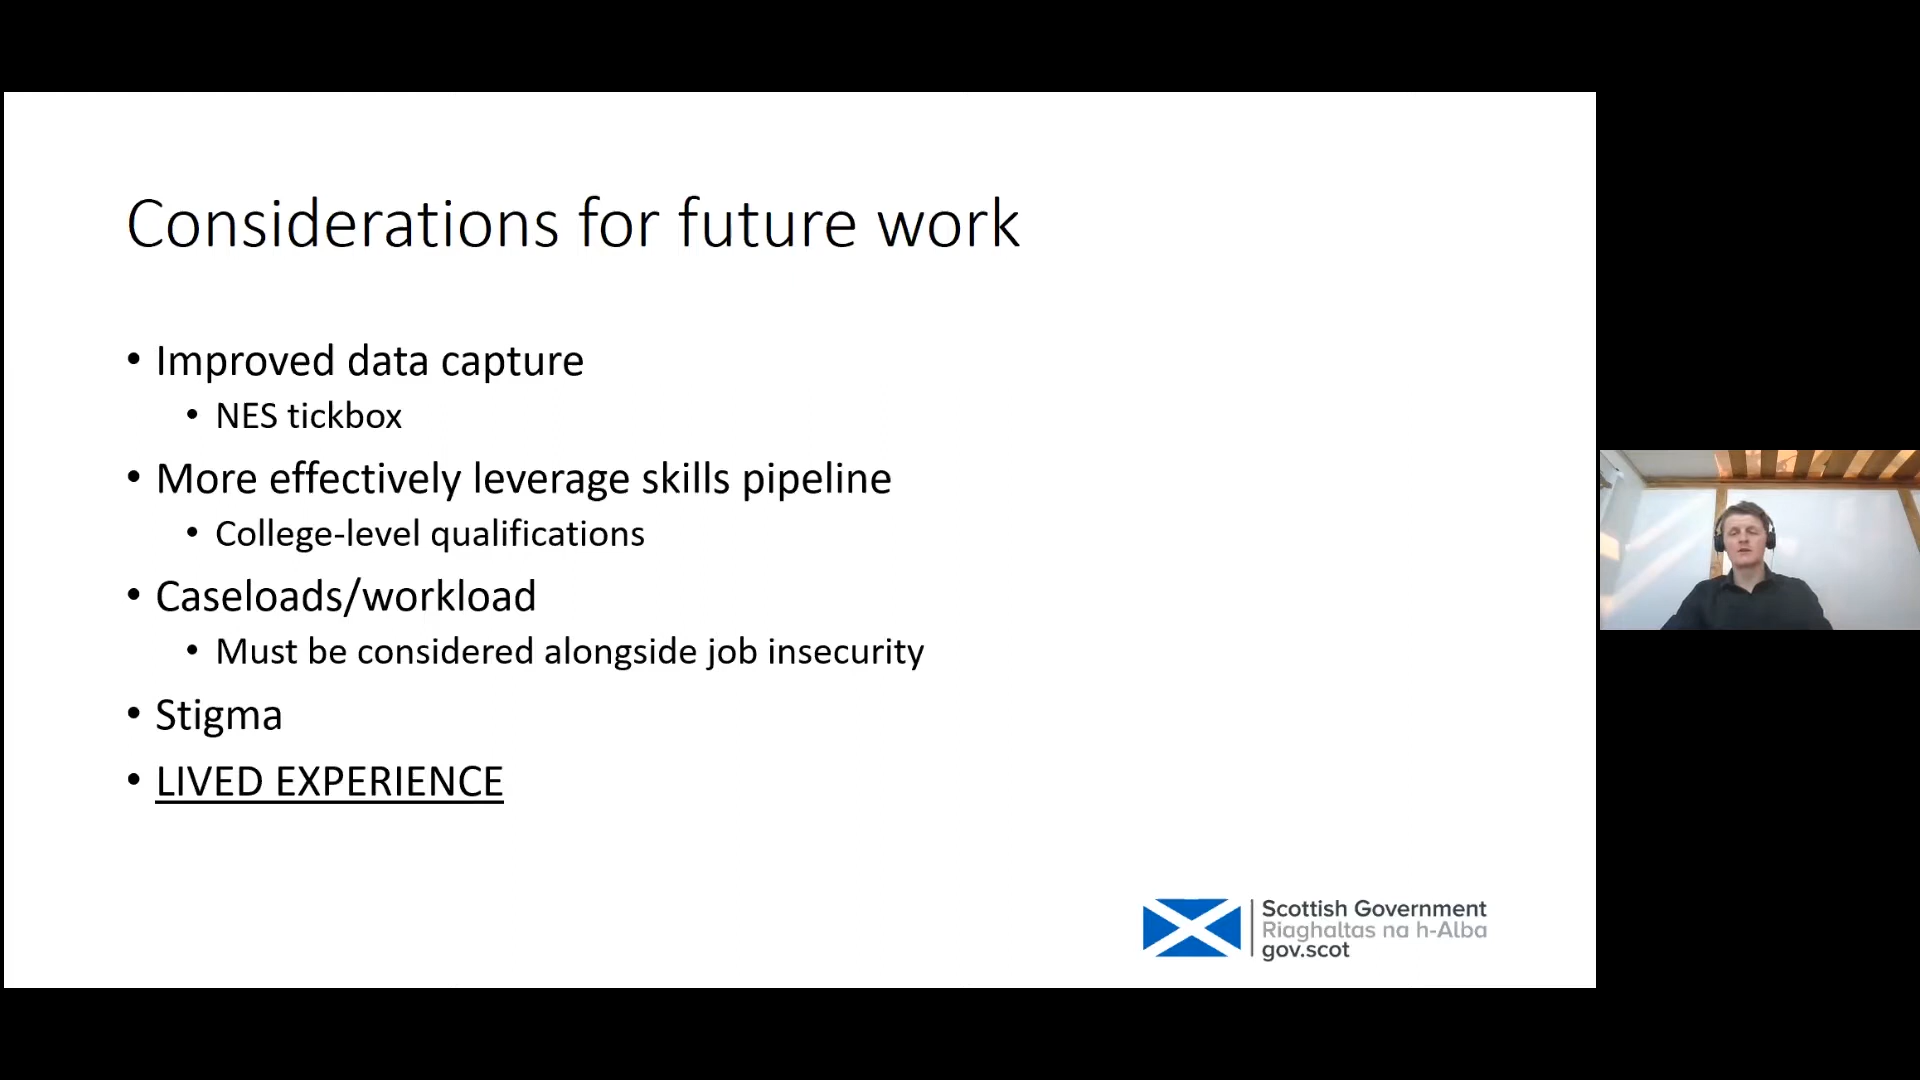 Considerations for future work
• Improved data capture
• NES tickbox
• More effectively leverage skills pipeline
• College-level qualifications
• Caseloads/workload
• Must be considered alongside job insecurity
• Stigma
• LIVED EXPERIENCE
Scottish Government
Riaghaltas na h-Alba
gov.scot